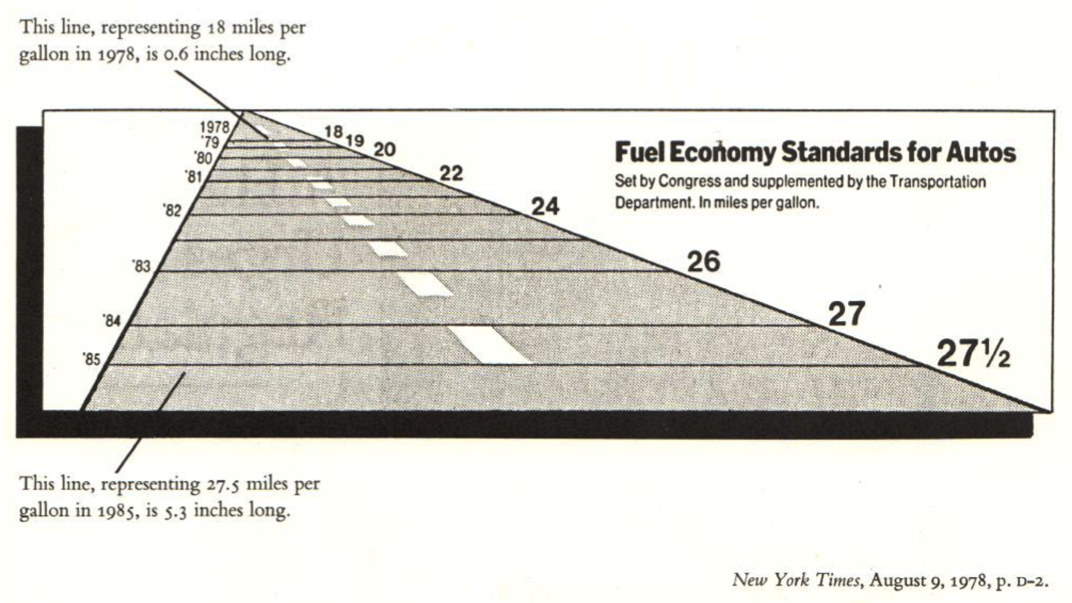 This line, representing 18 miles per
gallon in 1978, is 0.6 inches long.
1978
'79
'80
'81
'82
'83
'84
'85
18
19
20
22
24
26
27
27½
Fuel Economy Standards for Autos
Set by Congress and supplemented by the Transportation
Department. In miles per gallon.
This line, representing 27.5 miles per
gallon in 1985, is 5.3 inches long.
New York Times, August 9, 1978, p. D–2.